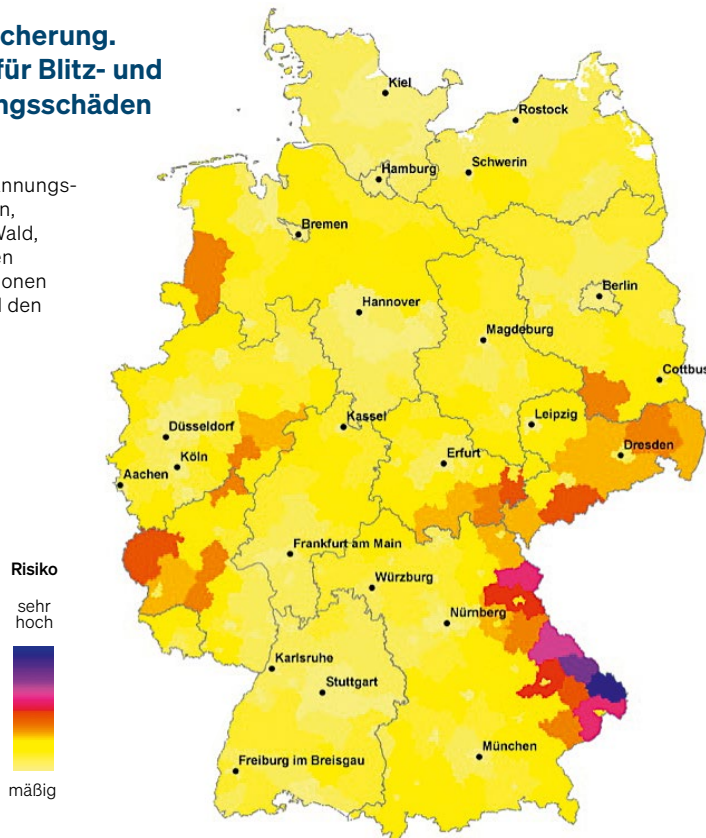 cherung.
für Blitz- und
ngsschäden
annungs-
n,
Wald,
en
onen
l den
Kiel
Rostock
Schwerin
Hamburg
Bremen
Berlin
Hannover
Magdeburg
Cottbus
Kassel
Leipzig
Düsseldorf
Erfurt
Dresden
Köln
Aachen
Frankfurt am Main
Würzburg
Nürnberg
Karlsruhe
Stuttgart
München
Freiburg im Breisgau
Risiko
sehr
hoch
mäßig